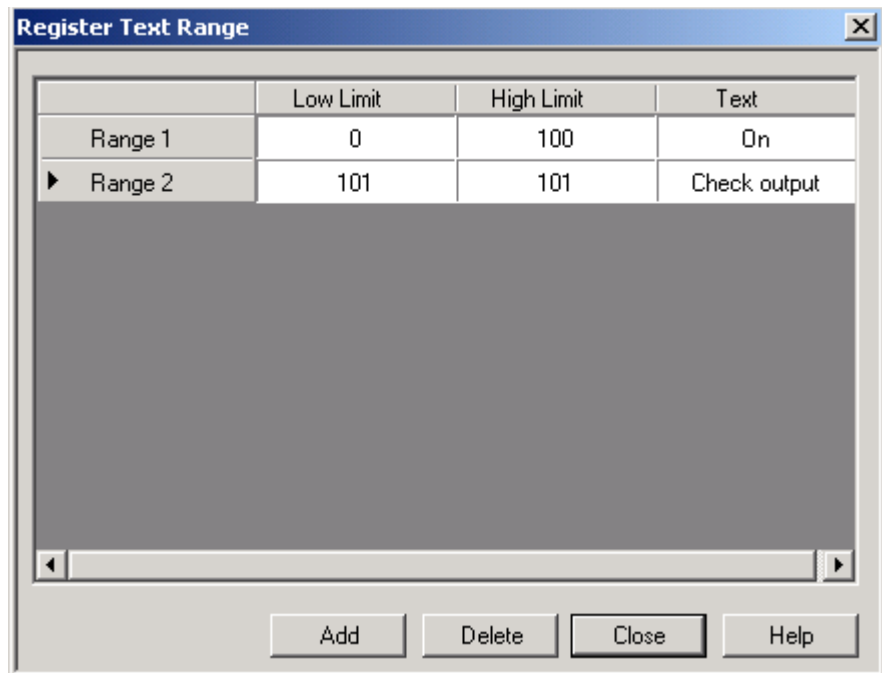 Register Text Range
Low Limit High Limit Text
Range 1 0 100 On
Range 2 101 101 Check output
Add Delete Close Help